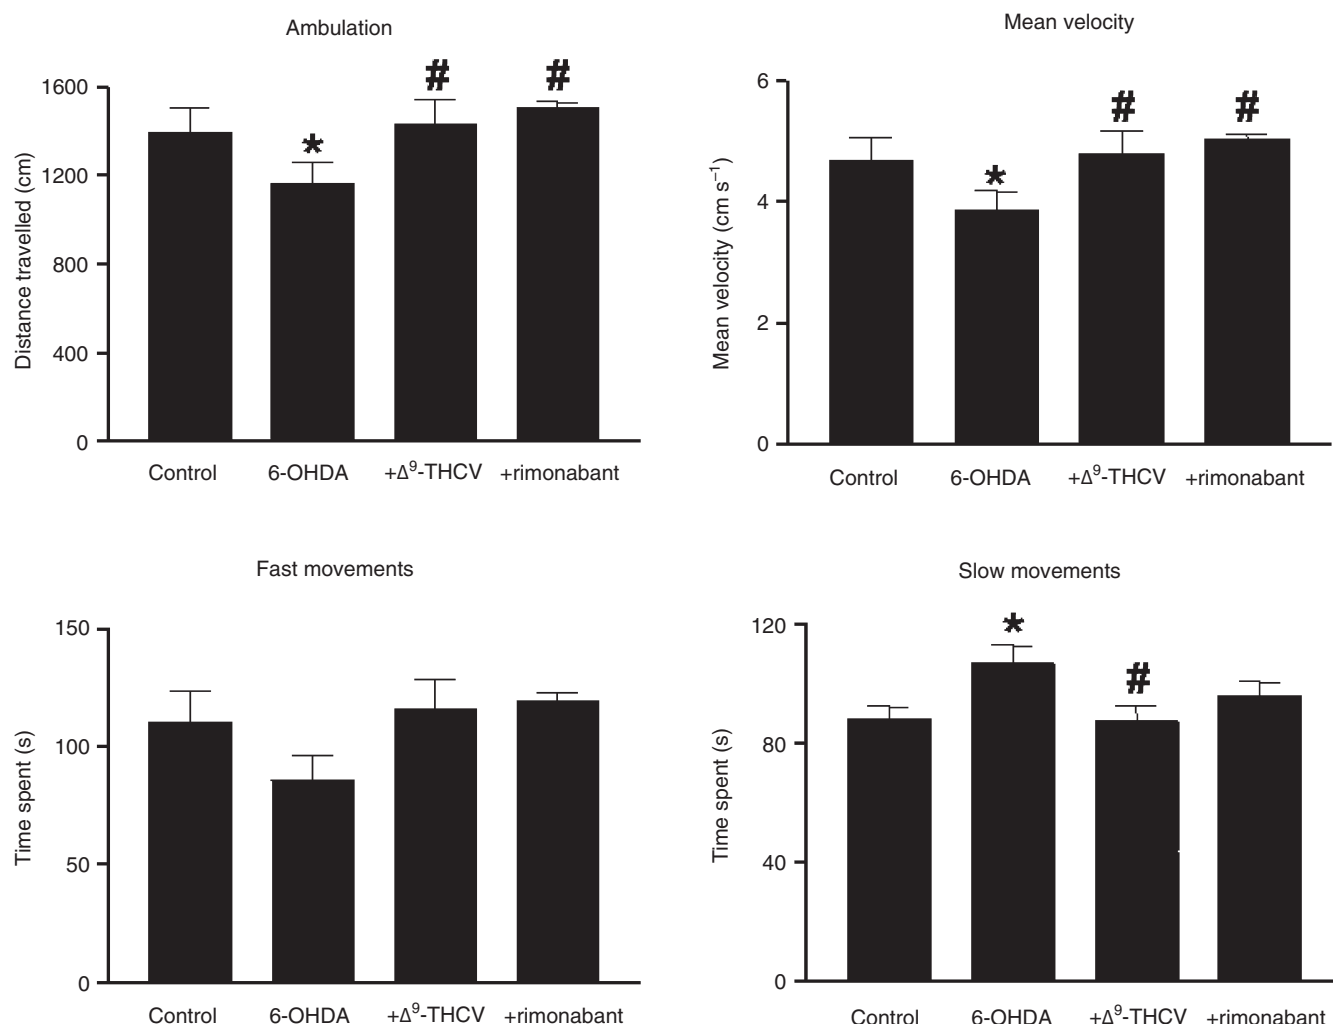 Ambulation
1600
1200
800
400
0
Distance travelled (cm)
#
#
*
Control 6-OHDA +Δ⁹-THCV +rimonabant
Mean velocity
6
4
2
0
Mean velocity (cm s⁻¹)
#
#
*
Control 6-OHDA +Δ⁹-THCV +rimonabant
Fast movements
150
100
50
0
Time spent (s)
Control 6-OHDA +Δ⁹-THCV +rimonabant
Slow movements
120
80
40
0
Time spent (s)
*
#
Control 6-OHDA +Δ⁹-THCV +rimonabant